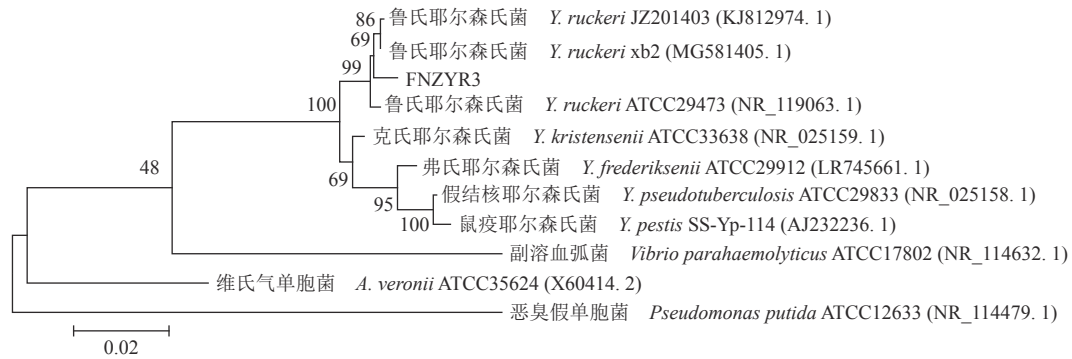 86 鲁氏耶尔森氏菌 Y. ruckeri JZ201403 (KJ812974. 1)
69
鲁氏耶尔森氏菌 Y. ruckeri xb2 (MG581405. 1)
99 FNZYR3
100 鲁氏耶尔森氏菌 Y. ruckeri ATCC29473 (NR_119063. 1)
克氏耶尔森氏菌 Y. kristensenii ATCC33638 (NR_025159. 1)
48 弗氏耶尔森氏菌 Y. frederiksenii ATCC29912 (LR745661. 1)
69
95 假结核耶尔森氏菌 Y. pseudotuberculosis ATCC29833 (NR_025158. 1)
100 鼠疫耶尔森氏菌 Y. pestis SS-Yp-114 (AJ232236. 1)
副溶血弧菌 Vibrio parahaemolyticus ATCC17802 (NR_114632. 1)
维氏气单胞菌 A. veronii ATCC35624 (X60414. 2)
恶臭假单胞菌 Pseudomonas putida ATCC12633 (NR_114479. 1)
0.02